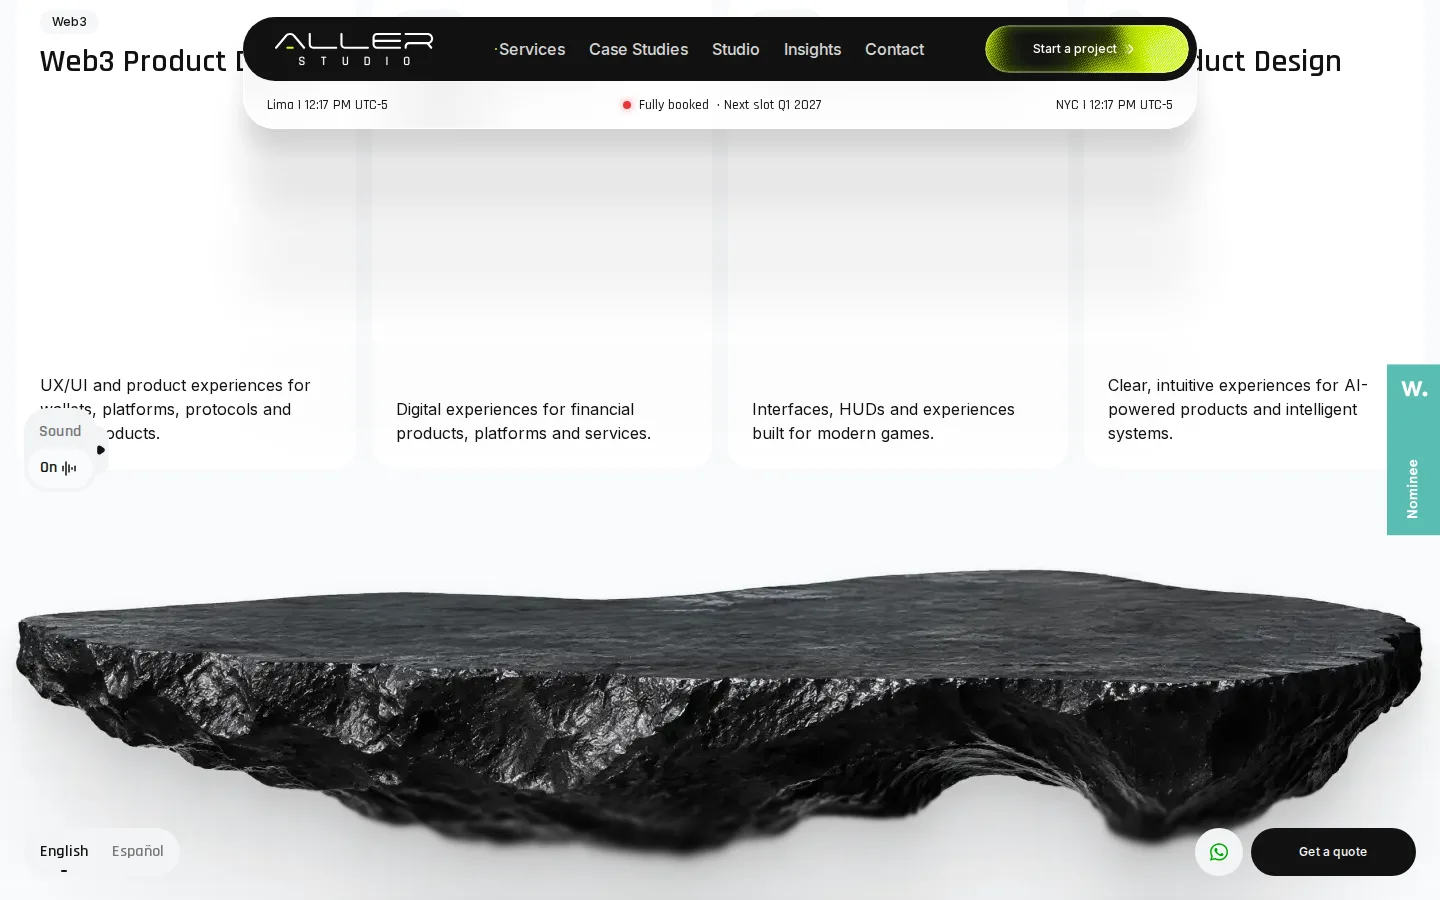 Web3
Web3 Product
ALLER
STUDIO
Services
Case Studies
Studio
Insights
Contact
Start a project
duct Design
Lima | 12:17 PM UTC-5
Fully booked · Next slot Q1 2027
NYC | 12:17 PM UTC-5
UX/UI and product experiences for
wallets, platforms, protocols and
oducts.
Digital experiences for financial
products, platforms and services.
Interfaces, HUDs and experiences
built for modern games.
Clear, intuitive experiences for AI-
powered products and intelligent
systems.
Sound
On
W.
Nominee
English
Español
Get a quote